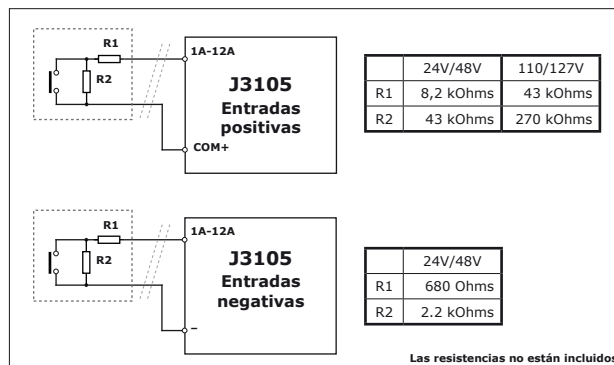 R1
R2
1A-12A
J3105
Entradas
positivas
COM+
24V/48V 110/127V
R1 8,2 kOhms 43 kOhms
R2 43 kOhms 270 kOhms
R1
R2
1A-12A
J3105
Entradas
negativas
–
24V/48V
R1 680 Ohms
R2 2.2 kOhms
Las resistencias no están incluidos